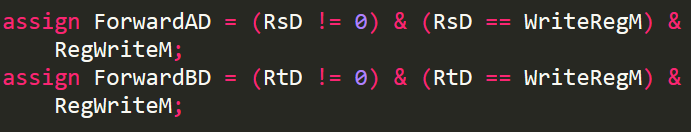 assign ForwardAD = (RsD != 0) & (RsD == WriteRegM) &
RegWriteM;
assign ForwardBD = (RtD != 0) & (RtD == WriteRegM) &
RegWriteM;